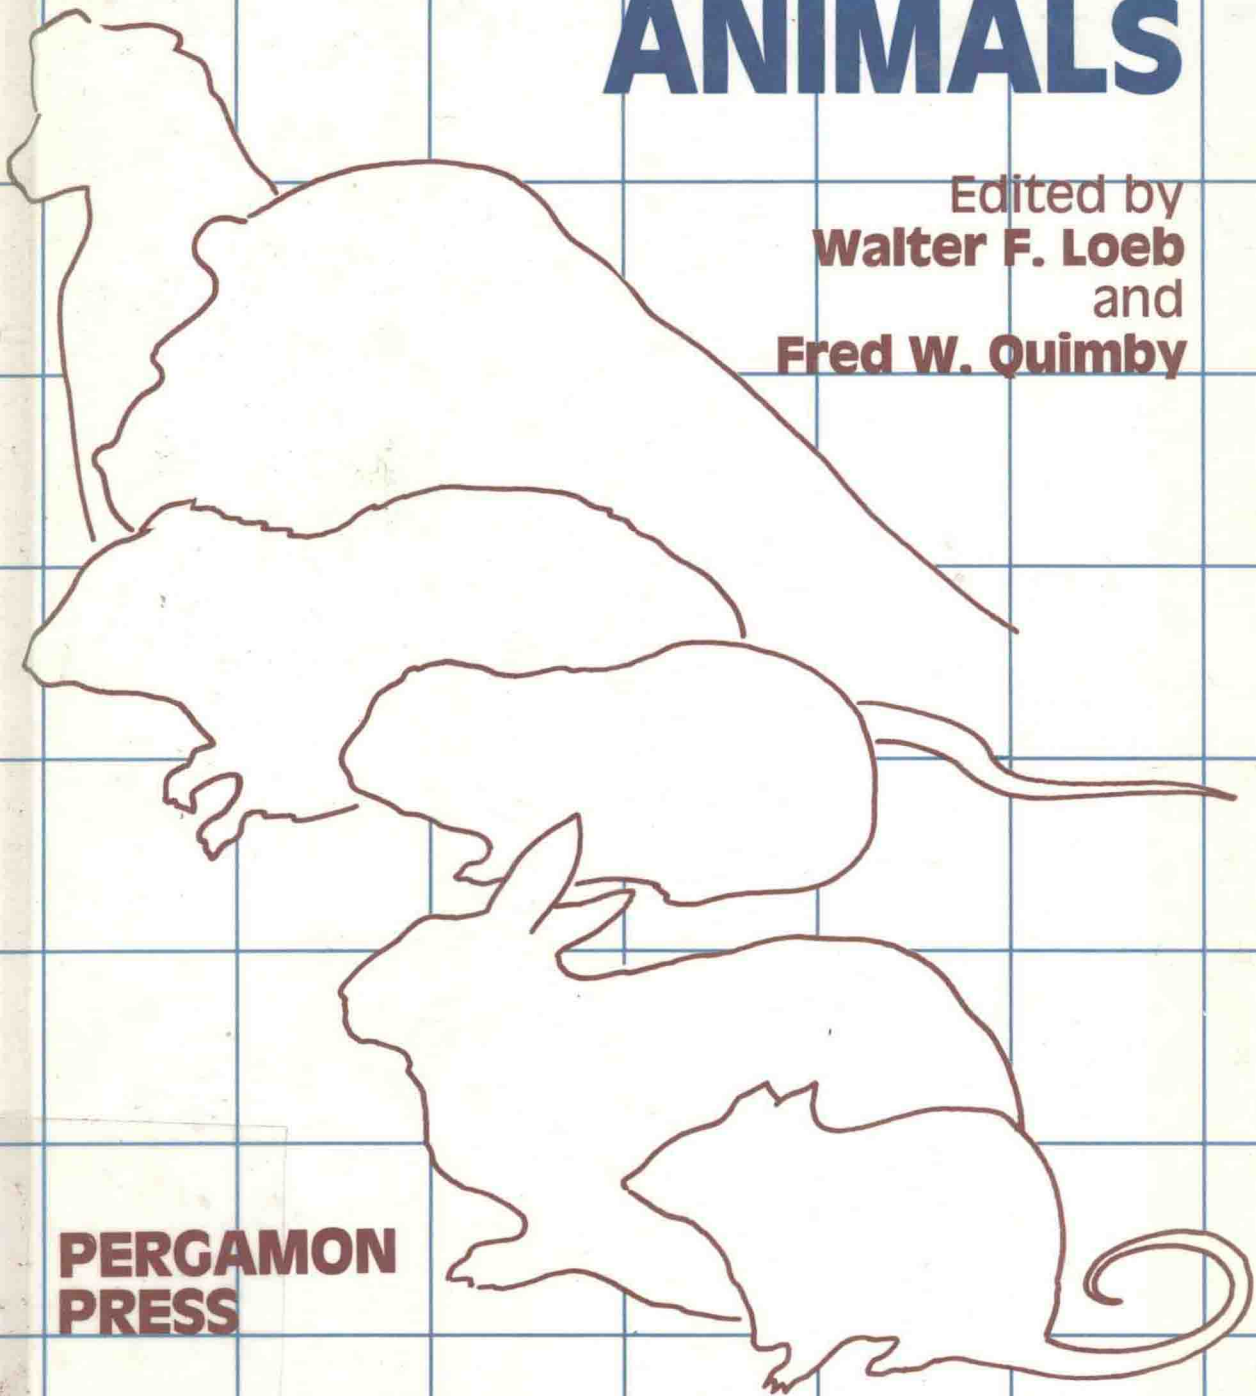 ANIMALS
Edited by
Walter F. Loeb
and
Fred W. Quimby
PERGAMON
PRESS